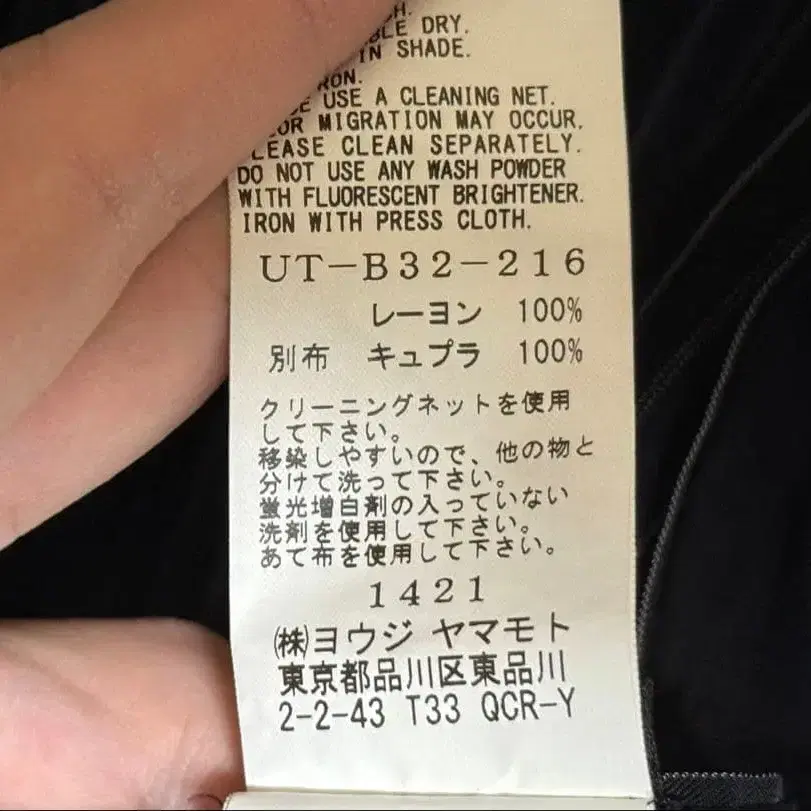 DRY.
IN SHADE.
USE A CLEANING NET.
MIGRATION MAY OCCUR.
PLEASE CLEAN SEPARATELY.
DO NOT USE ANY WASH POWDER
WITH FLUORESCENT BRIGHTENER.
IRON WITH PRESS CLOTH.
UT-B32-216
レーヨン 100%
別布 キュプラ 100%
クリーニングネットを使用
して下さい。
移染しやすいので、他の物と
分けて洗って下さい。
蛍光増白剤の入っていない
洗剤を使用して下さい。
あて布を使用して下さい。
1421
㈱ヨウジ ヤマモト
東京都品川区東品川
2-2-43 T33 QCR-Y